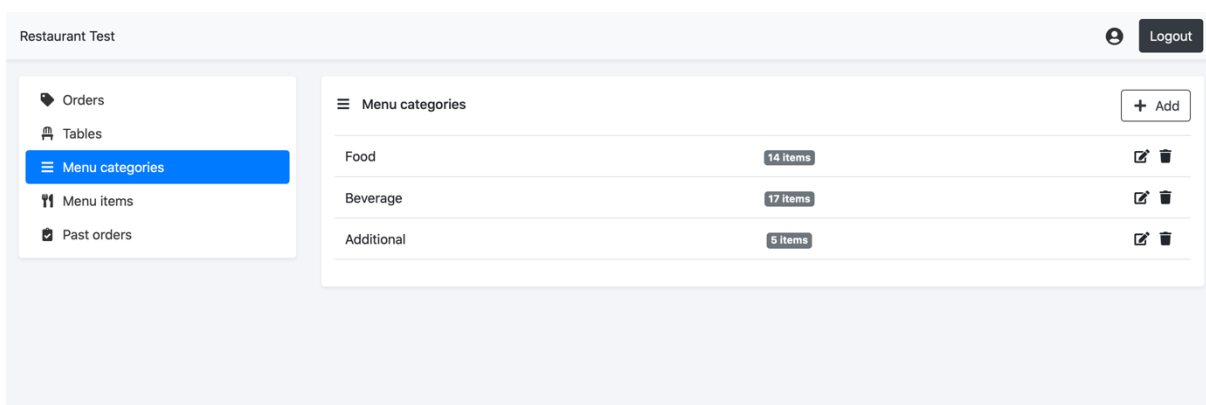 Restaurant Test
Logout
Orders
Tables
Menu categories
Menu items
Past orders
Menu categories
Add
Food 14 items
Beverage 17 items
Additional 5 items